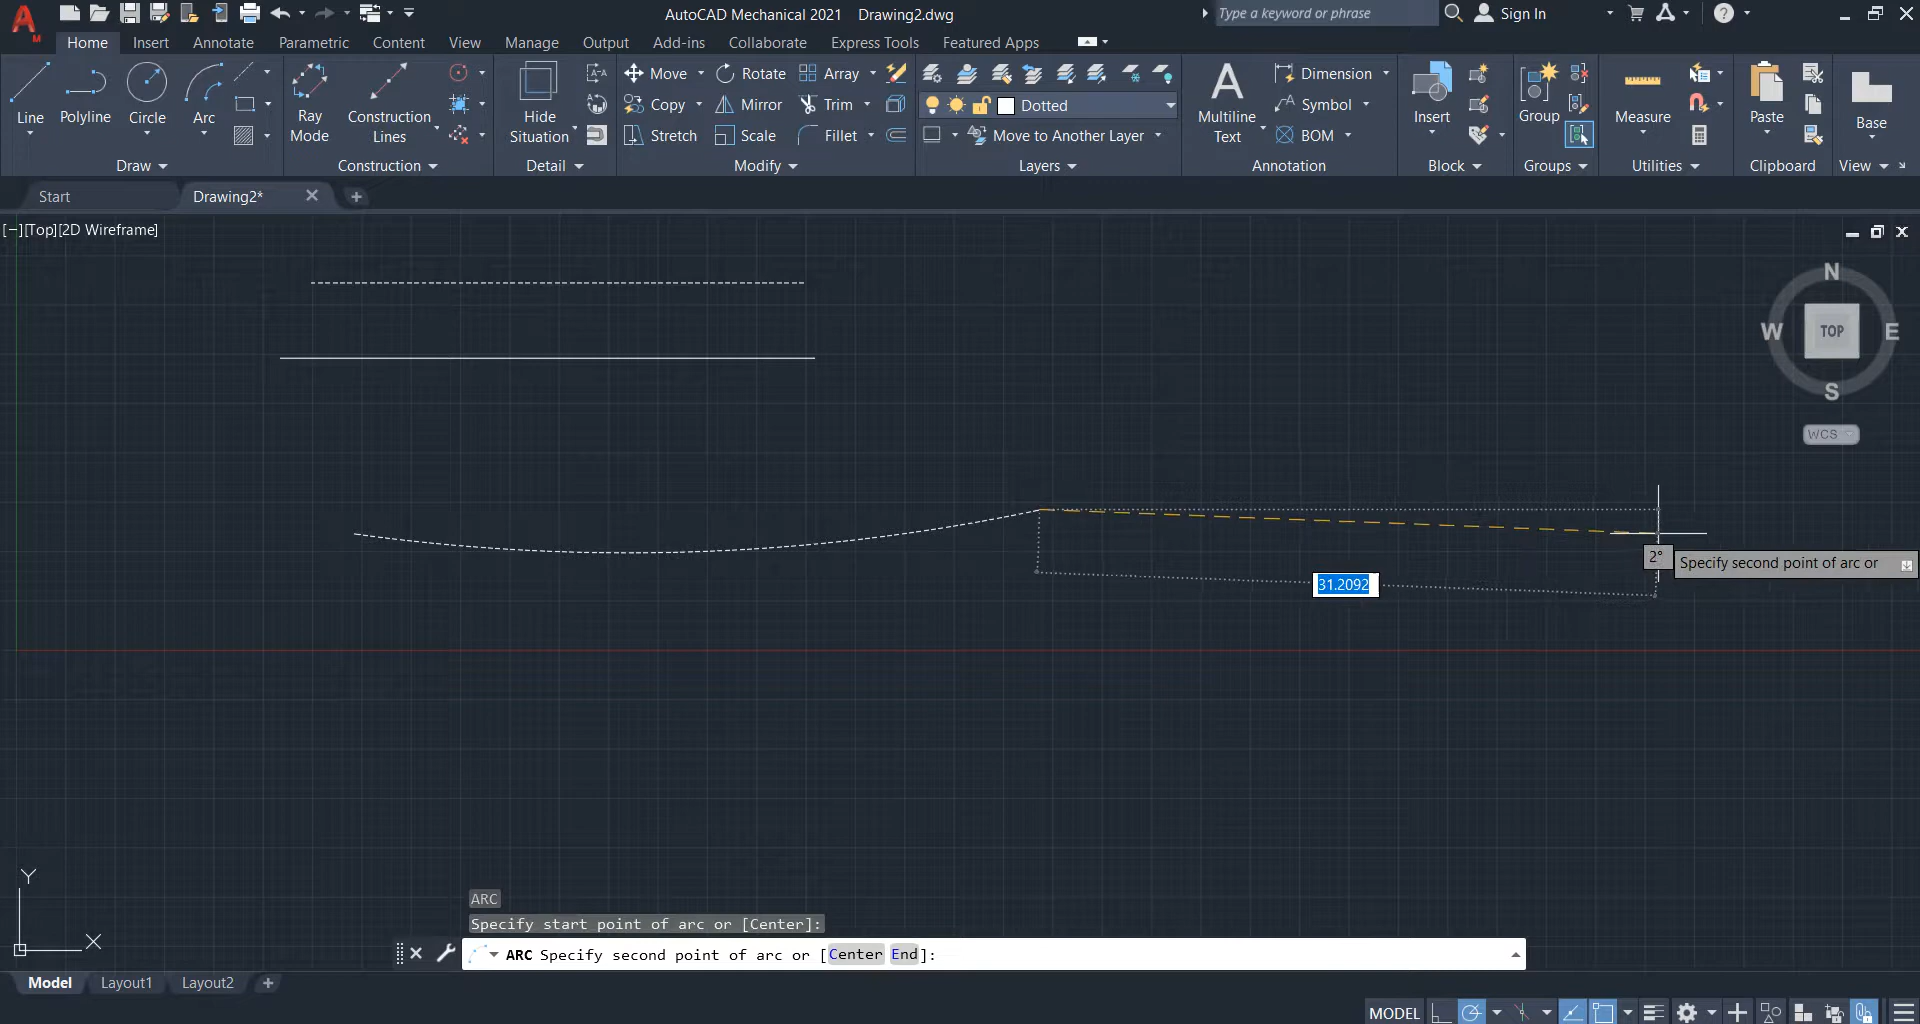 AutoCAD Mechanical 2021 Drawing2.dwg
Type a keyword or phrase
Sign In
Home Insert Annotate Parametric Content View Manage Output Add-ins Collaborate Express Tools Featured Apps
Line Polyline Circle Arc
Ray Mode
Construction Lines
Hide Situation
Move Rotate Array
Copy Mirror Trim
Stretch Scale Fillet
Dotted
Move to Another Layer
Multiline Text
Dimension
Symbol
BOM
Insert
Group
Measure
Paste
Base
Draw Construction Detail Modify Layers Annotation Block Groups Utilities Clipboard View
Start Drawing2*
[−][Top][2D Wireframe]
N
W TOP E
S
WCS
2° Specify second point of arc or
31.2092
Y
X
ARC
Specify start point of arc or [Center]:
ARC Specify second point of arc or [Center End]:
Model Layout1 Layout2
MODEL